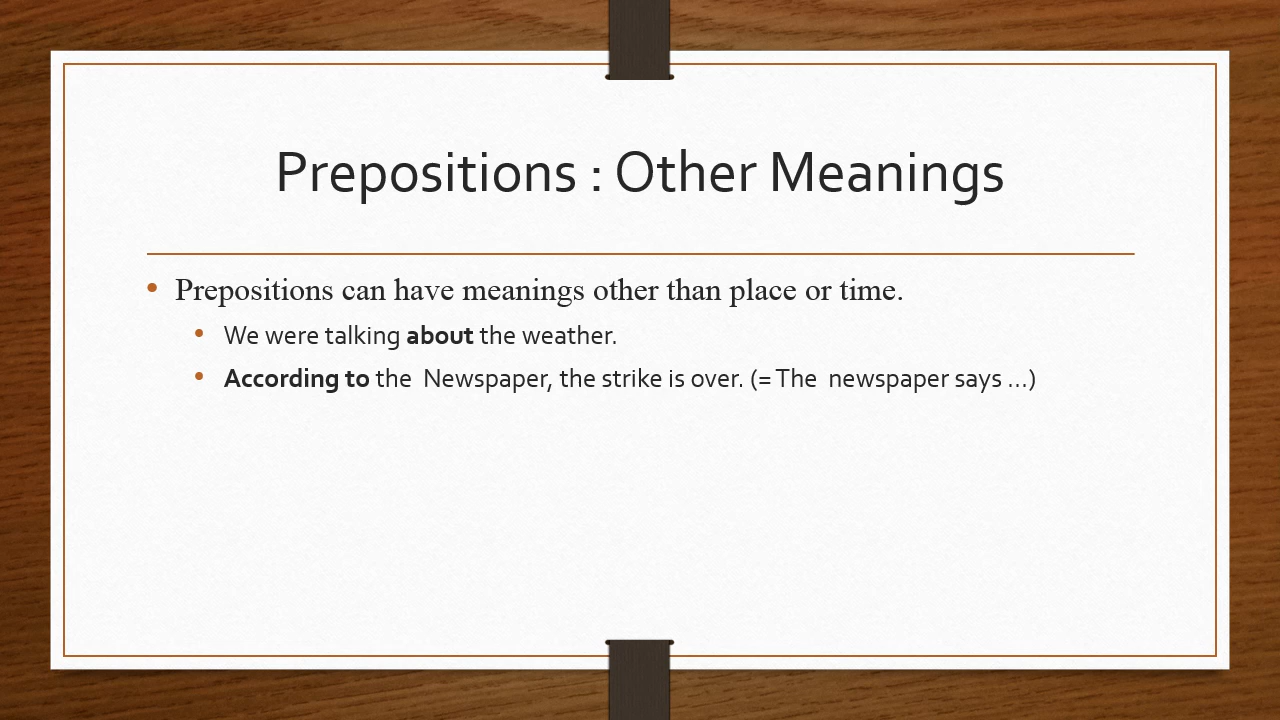 Prepositions : Other Meanings
• Prepositions can have meanings other than place or time.
• We were talking about the weather.
• According to the  Newspaper, the strike is over. (= The  newspaper says …)